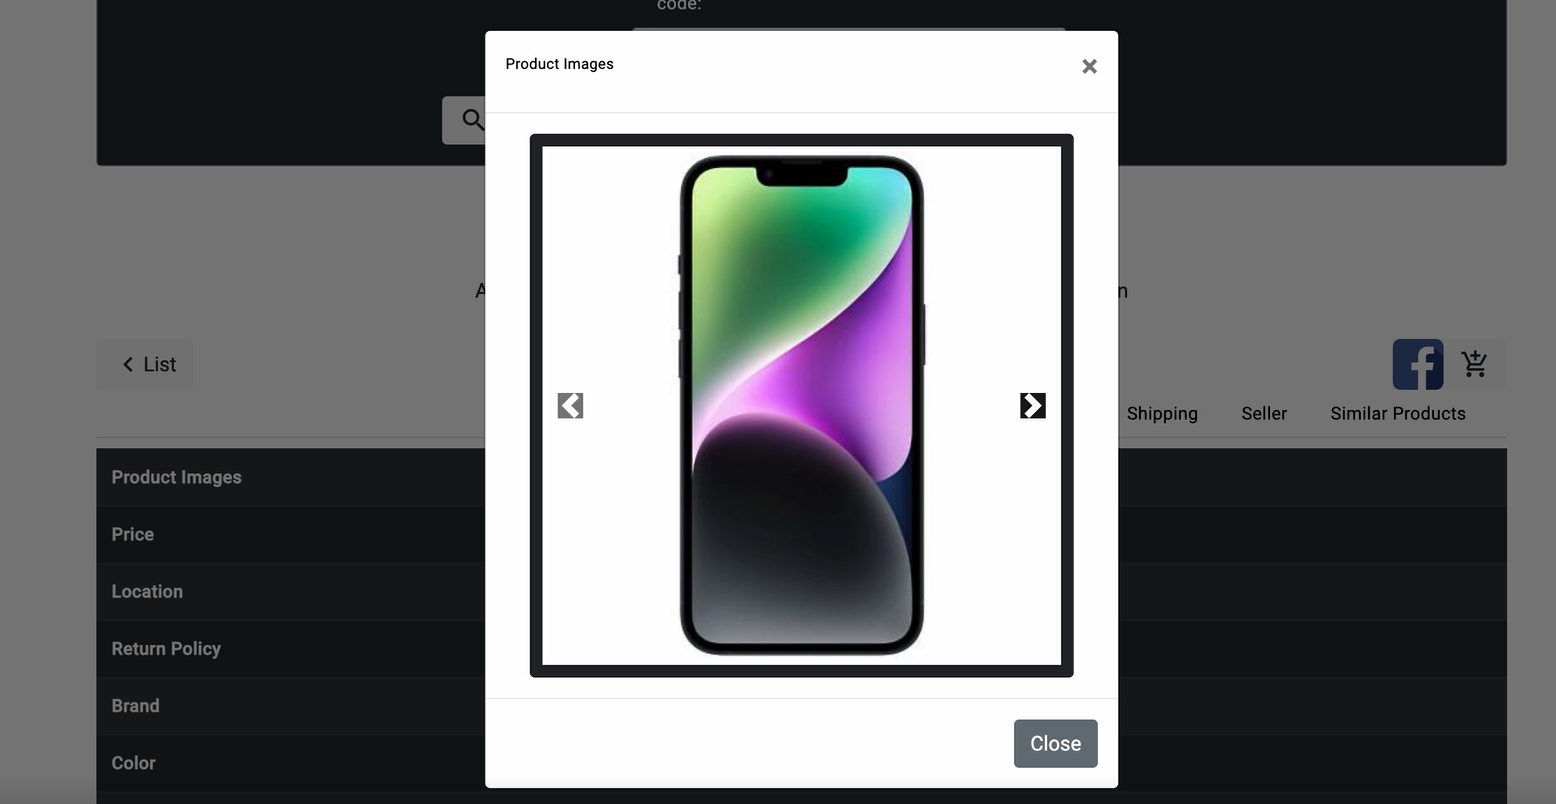 code:
Product Images
List
Shipping Seller Similar Products
Product Images
Price
Location
Return Policy
Brand
Color
Close